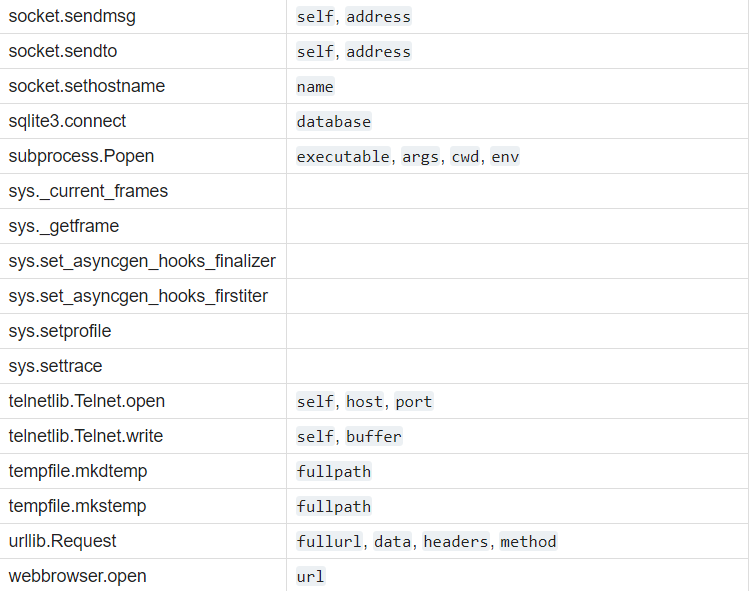 socket.sendmsg self, address
socket.sendto self, address
socket.sethostname name
sqlite3.connect database
subprocess.Popen executable, args, cwd, env
sys._current_frames
sys._getframe
sys.set_asyncgen_hooks_finalizer
sys.set_asyncgen_hooks_firstiter
sys.setprofile
sys.settrace
telnetlib.Telnet.open self, host, port
telnetlib.Telnet.write self, buffer
tempfile.mkdtemp fullpath
tempfile.mkstemp fullpath
urllib.Request fullurl, data, headers, method
webbrowser.open url